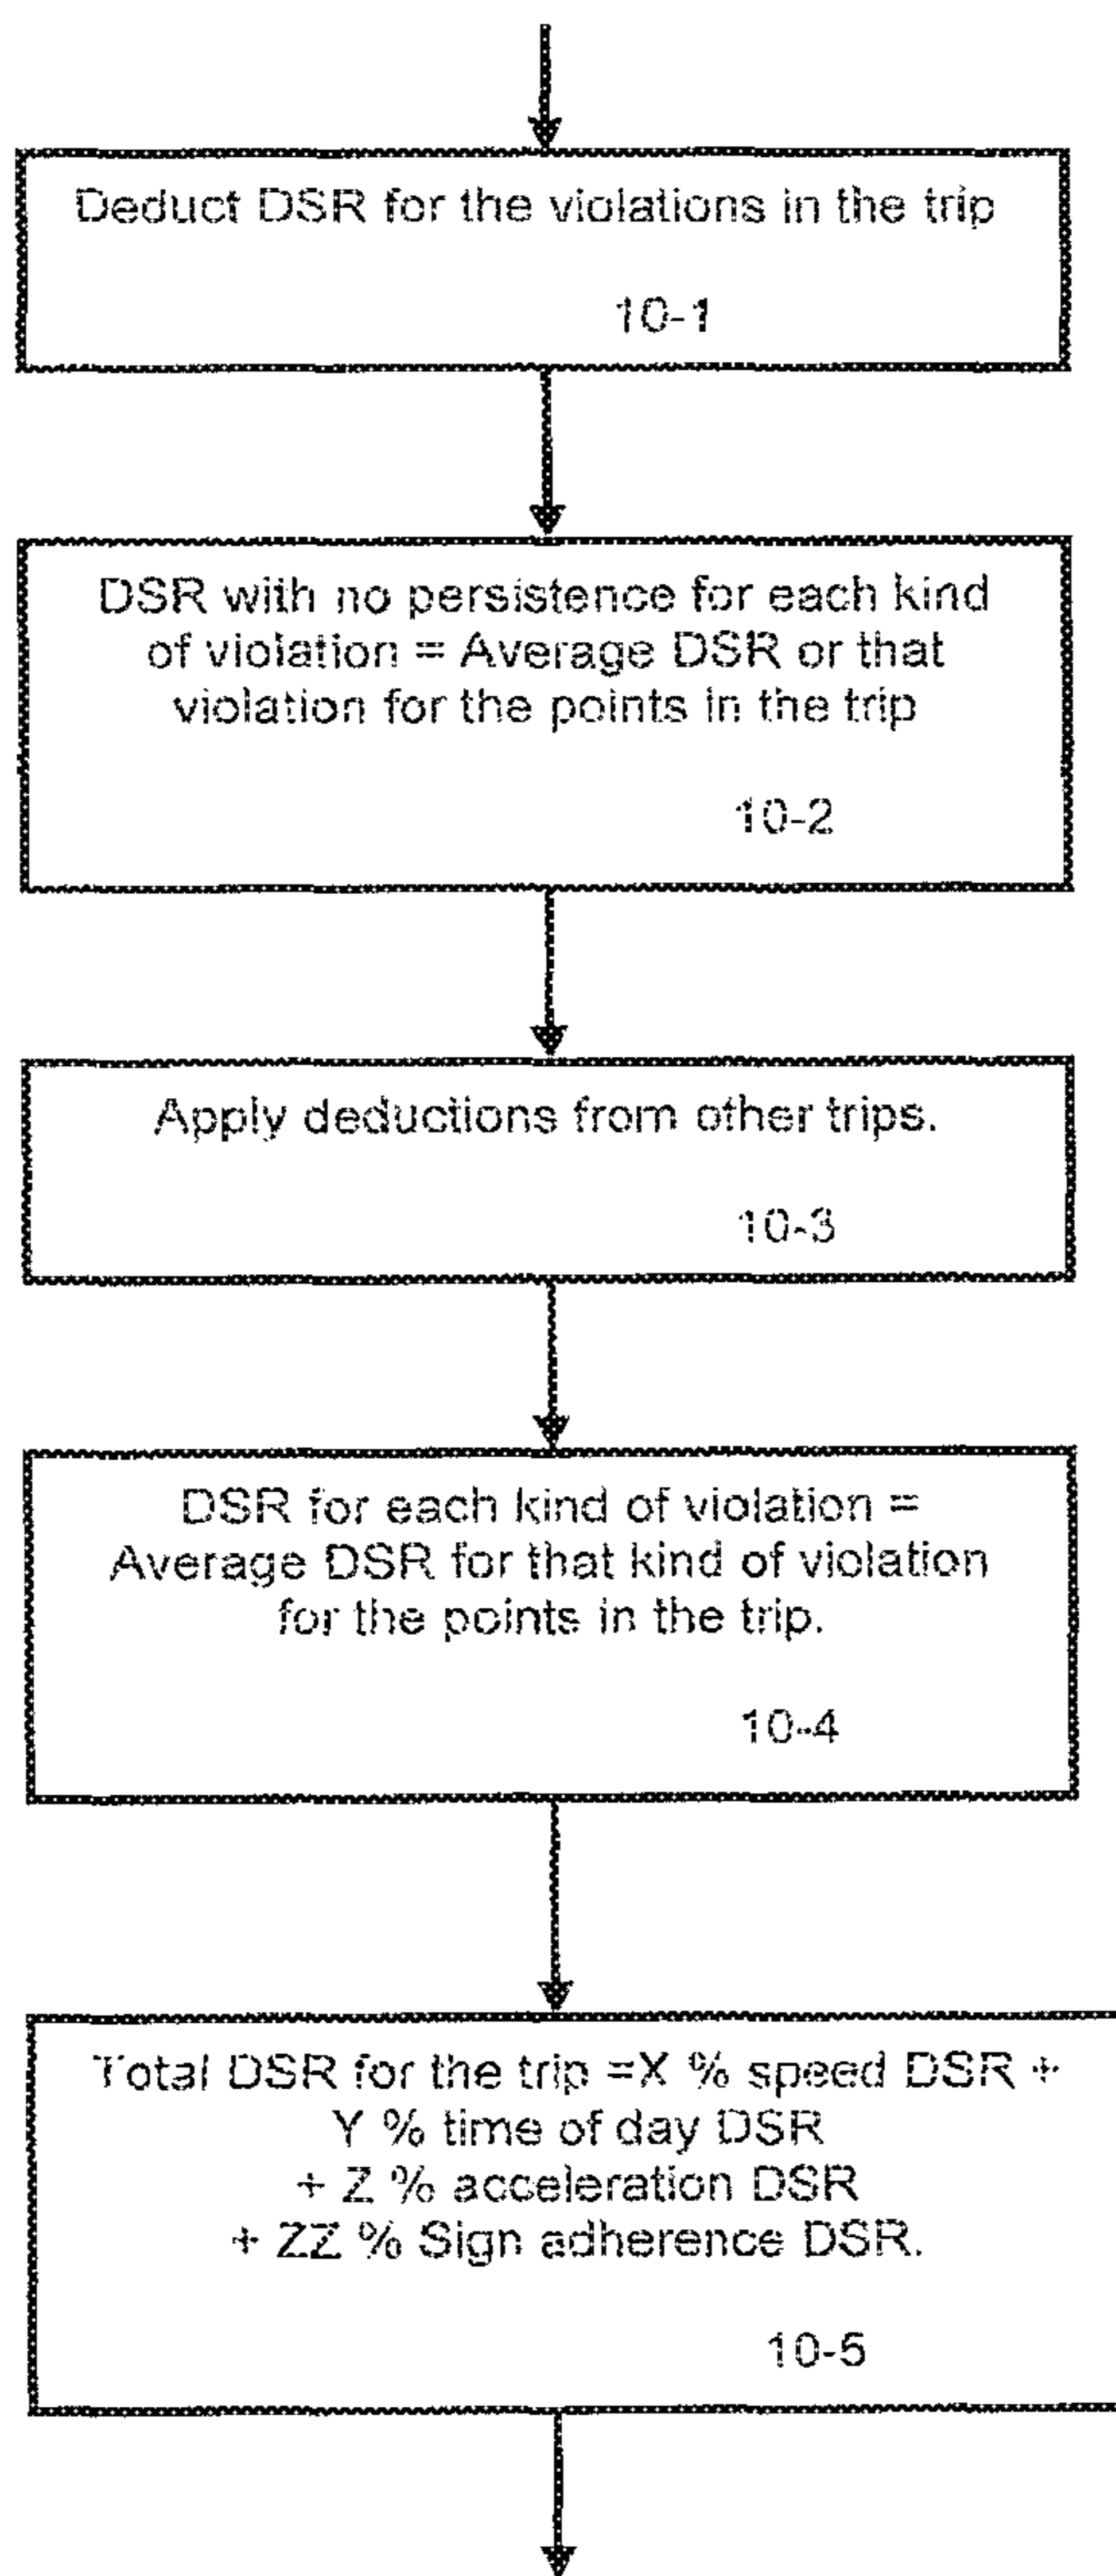 Deduct DSR for the violations in the trip
10-1
DSR with no persistence for each kind
of violation = Average DSR or that
violation for the points in the trip
10-2
Apply deductions from other trips.
10-3
DSR for each kind of violation =
Average DSR for that kind of violation
for the points in the trip.
10-4
Total DSR for the trip =X % speed DSR +
Y % time of day DSR
+ Z % acceleration DSR
+ ZZ % Sign adherence DSR.
10-5